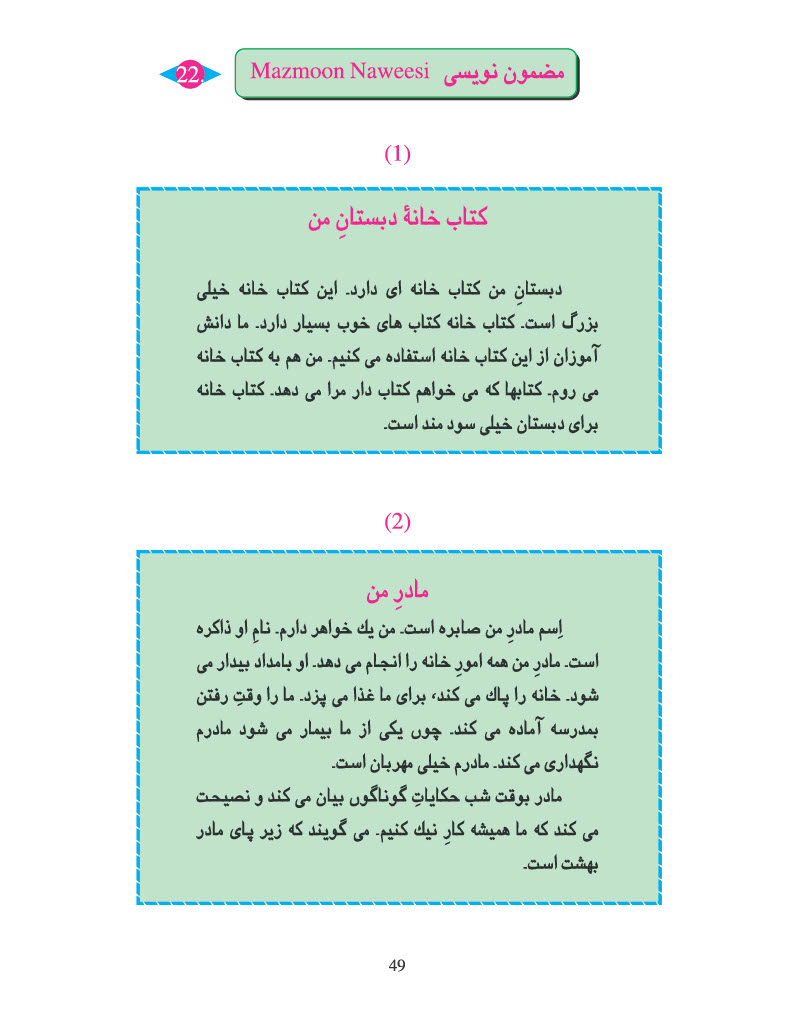 22.
Mazmoon Naweesi مضمون نویسی
(1)
کتاب خانۂ دبستانِ من
دبستانِ من کتاب خانه ای دارد۔ این کتاب خانه خیلی
بزرگ است۔ کتاب خانه کتاب های خوب بسیار دارد۔ ما دانش
آموزان از این کتاب خانه استفاده می کنیم۔ من هم به کتاب خانه
می روم۔ کتابها که می خواهم کتاب دار مرا می دهد۔ کتاب خانه
برای دبستان خیلی سود مند است۔
(2)
مادرِ من
اِسم مادرِ من صابره است۔ من یك خواهر دارم۔ نامِ او ذاکره
است۔ مادرِ من همه امورِ خانه را انجام می دهد۔ او بامداد بیدار می
شود۔ خانه را پاك می کند، برای ما غذا می پزد۔ ما را وقتِ رفتن
بمدرسه آماده می کند۔ چوں یکی از ما بیمار می شود مادرم
نگهداری می کند۔ مادرم خیلی مهربان است۔
مادر بوقت شب حکایاتِ گوناگوں بیان می کند و نصیحت
می کند که ما همیشه کارِ نیك کنیم۔ می گویند که زیر پای مادر
بهشت است۔
49